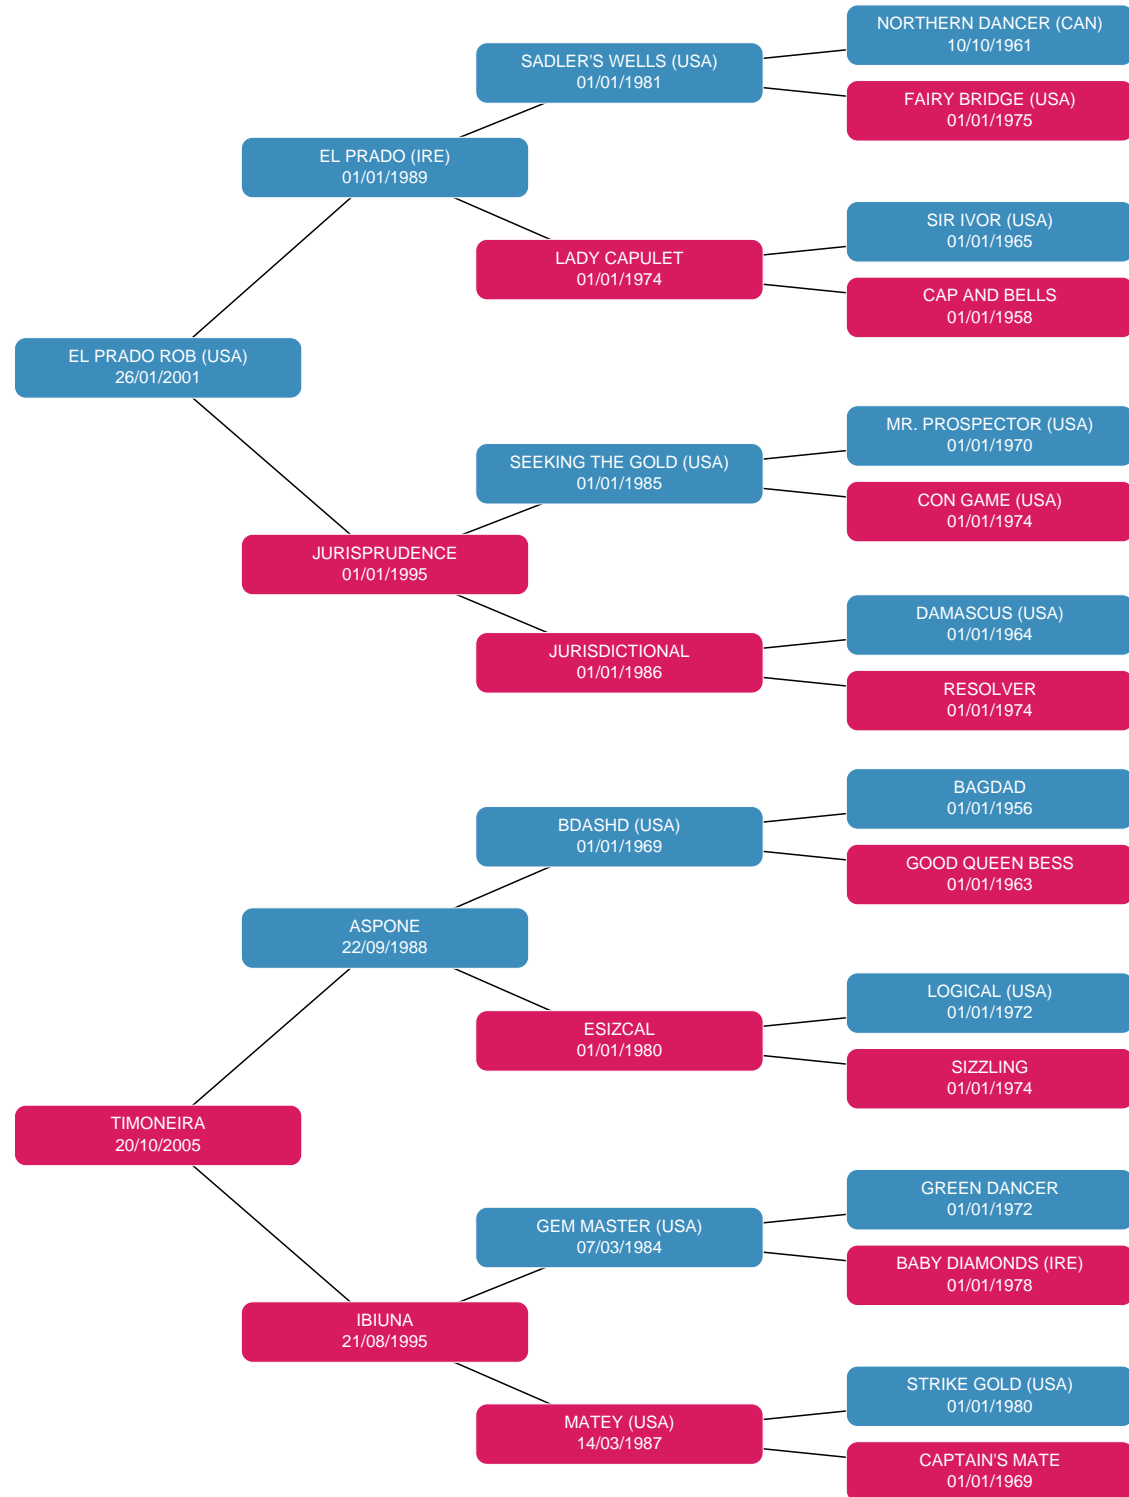 NORTHERN DANCER (CAN)
10/10/1961
SADLER'S WELLS (USA)
01/01/1981
FAIRY BRIDGE (USA)
01/01/1975
EL PRADO (IRE)
01/01/1989
SIR IVOR (USA)
01/01/1965
LADY CAPULET
01/01/1974
CAP AND BELLS
01/01/1958
EL PRADO ROB (USA)
26/01/2001
MR. PROSPECTOR (USA)
01/01/1970
SEEKING THE GOLD (USA)
01/01/1985
CON GAME (USA)
01/01/1974
JURISPRUDENCE
01/01/1995
DAMASCUS (USA)
01/01/1964
JURISDICTIONAL
01/01/1986
RESOLVER
01/01/1974
BAGDAD
01/01/1956
BDASHD (USA)
01/01/1969
GOOD QUEEN BESS
01/01/1963
ASPONE
22/09/1988
LOGICAL (USA)
01/01/1972
ESIZCAL
01/01/1980
SIZZLING
01/01/1974
TIMONEIRA
20/10/2005
GREEN DANCER
01/01/1972
GEM MASTER (USA)
07/03/1984
BABY DIAMONDS (IRE)
01/01/1978
IBIUNA
21/08/1995
STRIKE GOLD (USA)
01/01/1980
MATEY (USA)
14/03/1987
CAPTAIN'S MATE
01/01/1969